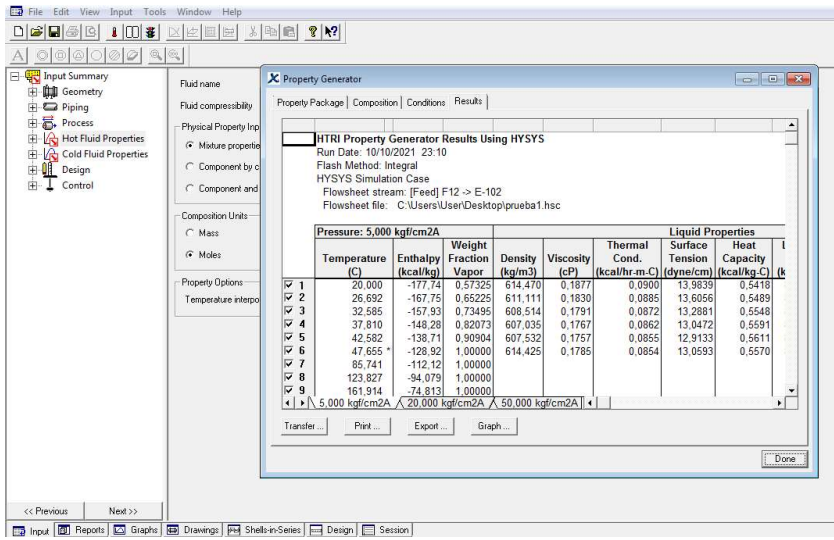 File Edit View Input Tools Window Help
Input Summary
Geometry
Piping
Process
Hot Fluid Properties
Cold Fluid Properties
Design
Control
<< Previous Next >>
Fluid name
Fluid compressibility
Physical Property Inp
Mixture propertie
Component by c
Component and
Composition Units
Mass
Moles
Property Options
Temperature interpo
Property Generator
Property Package Composition Conditions Results
HTRI Property Generator Results Using HYSYS
Run Date: 10/10/2021 23:10
Flash Method: Integral
HYSYS Simulation Case
Flowsheet stream: [Feed] F12 -> E-102
Flowsheet file: C:\Users\User\Desktop\prueba1.hsc
Pressure: 5,000 kgf/cm2A Liquid Properties
Weight Thermal Surface Heat L
Temperature Enthalpy Fraction Density Viscosity Cond. Tension Capacity
(C) (kcal/kg) Vapor (kg/m3) (cP) (kcal/hr-m-C) (dyne/cm) (kcal/kg-C) (k
1 20,000 -177,74 0,57325 614,470 0,1877 0,0900 13,9839 0,5418
2 26,692 -167,75 0,65225 611,111 0,1830 0,0885 13,6056 0,5489
3 32,585 -157,93 0,73495 608,514 0,1791 0,0872 13,2881 0,5548
4 37,810 -148,28 0,82073 607,035 0,1767 0,0862 13,0472 0,5591
5 42,582 -138,71 0,90904 607,532 0,1757 0,0855 12,9133 0,5611
6 47,655 * -128,92 1,00000 614,425 0,1785 0,0854 13,0593 0,5570
7 85,741 -112,12 1,00000
8 123,827 -94,079 1,00000
9 161,914 -74,813 1,00000
5,000 kgf/cm2A 20,000 kgf/cm2A 50,000 kgf/cm2A
Transfer ... Print ... Export ... Graph ...
Done
Input Reports Graphs Drawings Shells-in-Series Design Session